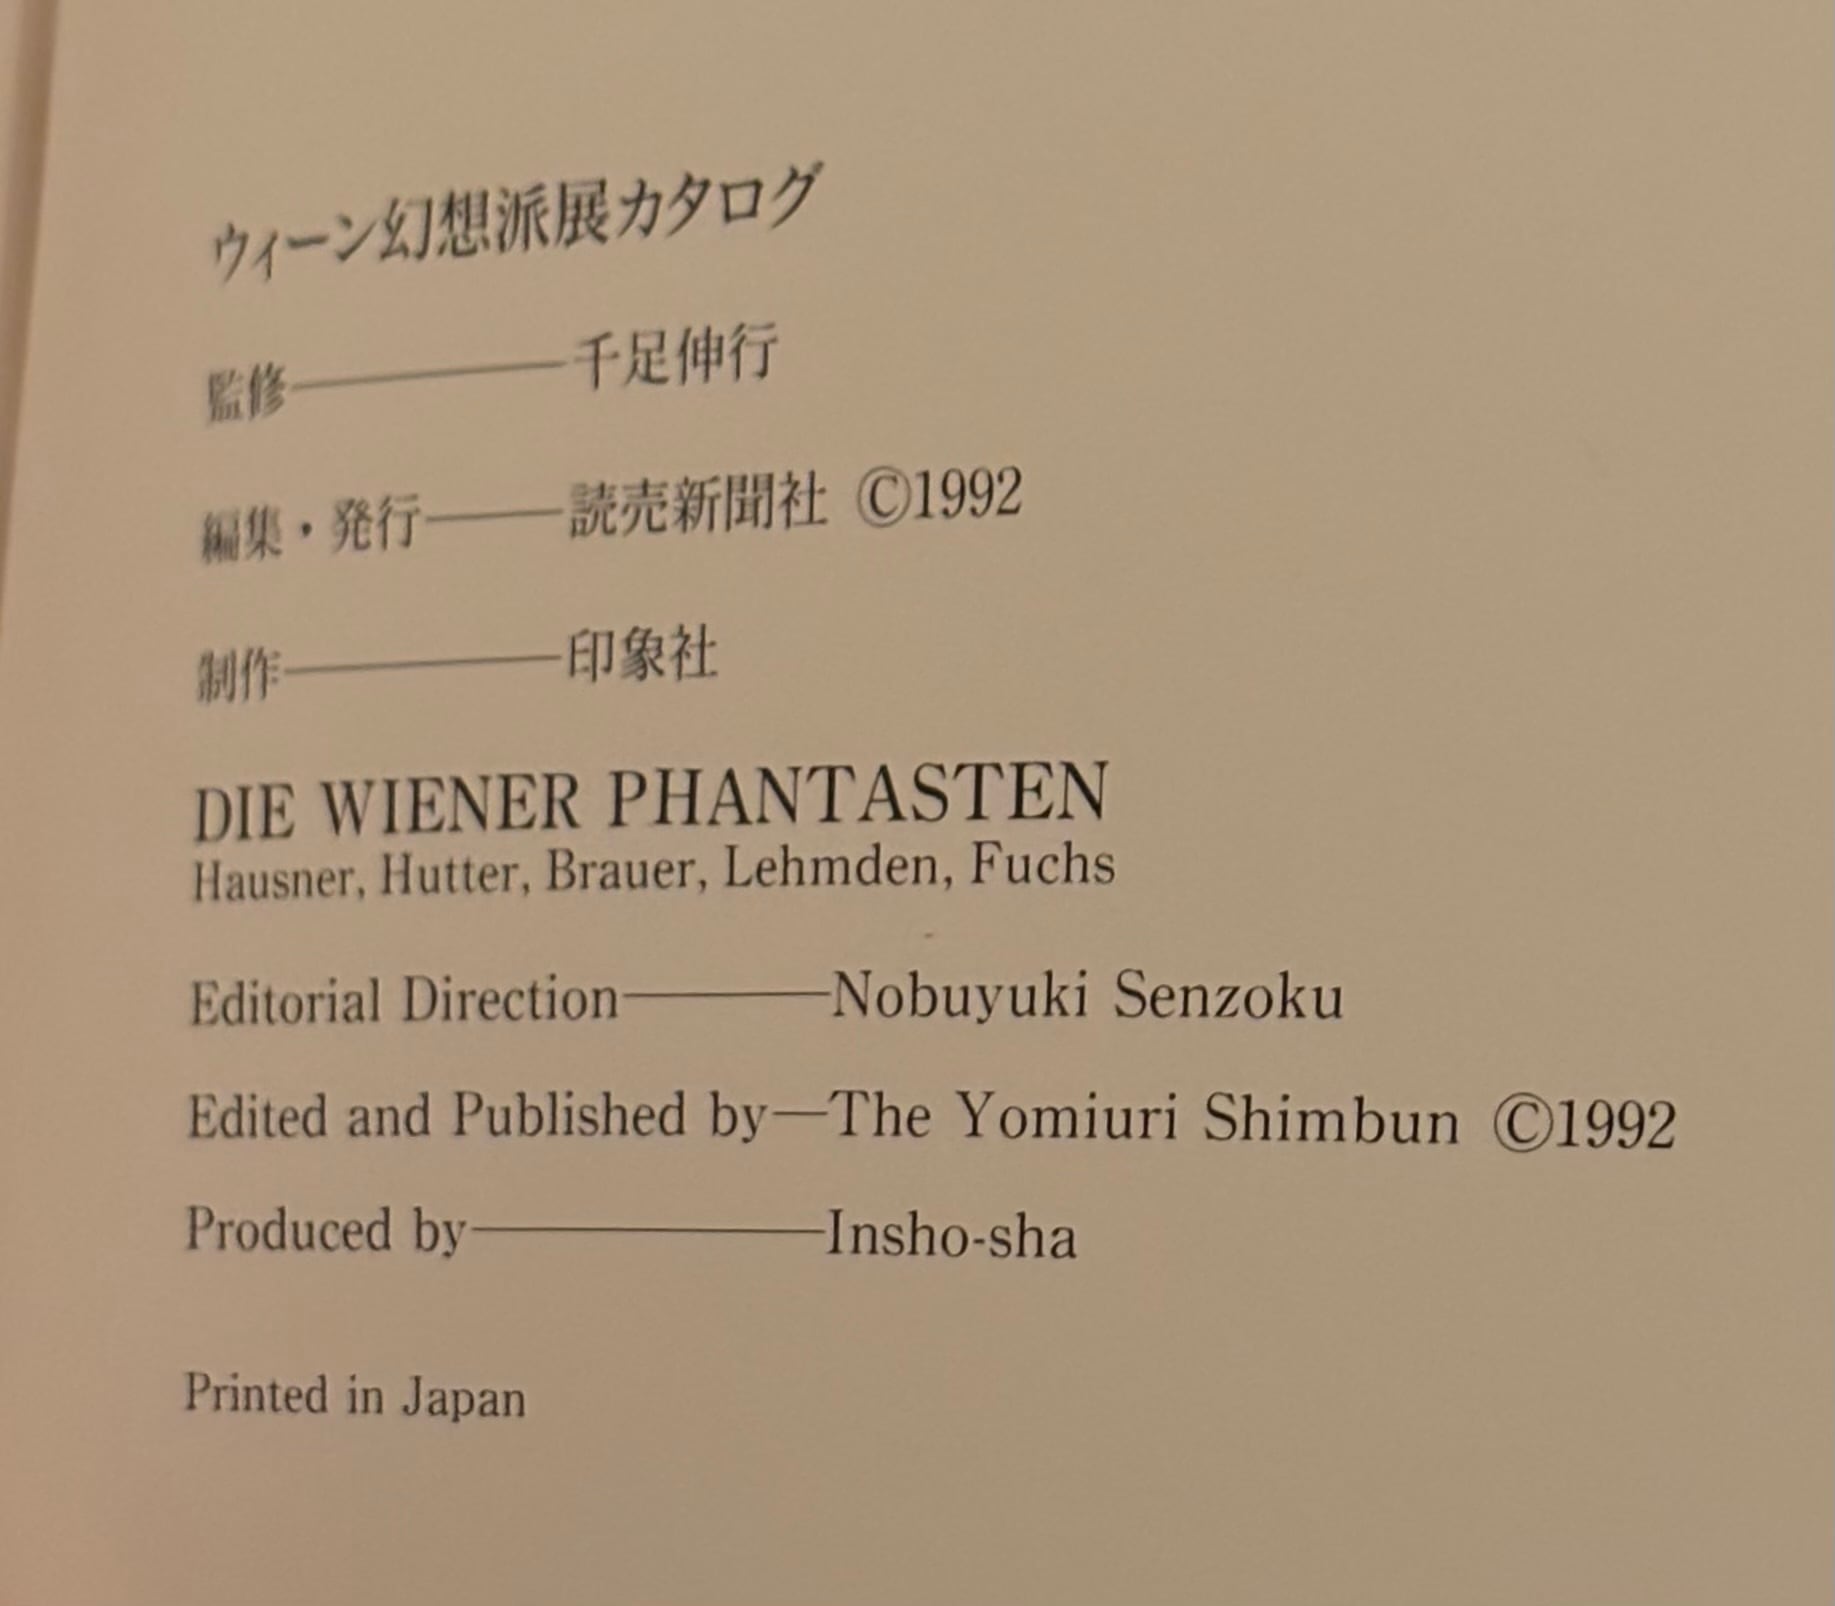 ウィーン幻想派展カタログ
監修————千足伸行
編集・発行——読売新聞社 ©1992
制作————印象社
DIE WIENER PHANTASTEN
Hausner, Hutter, Brauer, Lehmden, Fuchs
Editorial Direction———Nobuyuki Senzoku
Edited and Published by—The Yomiuri Shimbun ©1992
Produced by—————Insho-sha
Printed in Japan